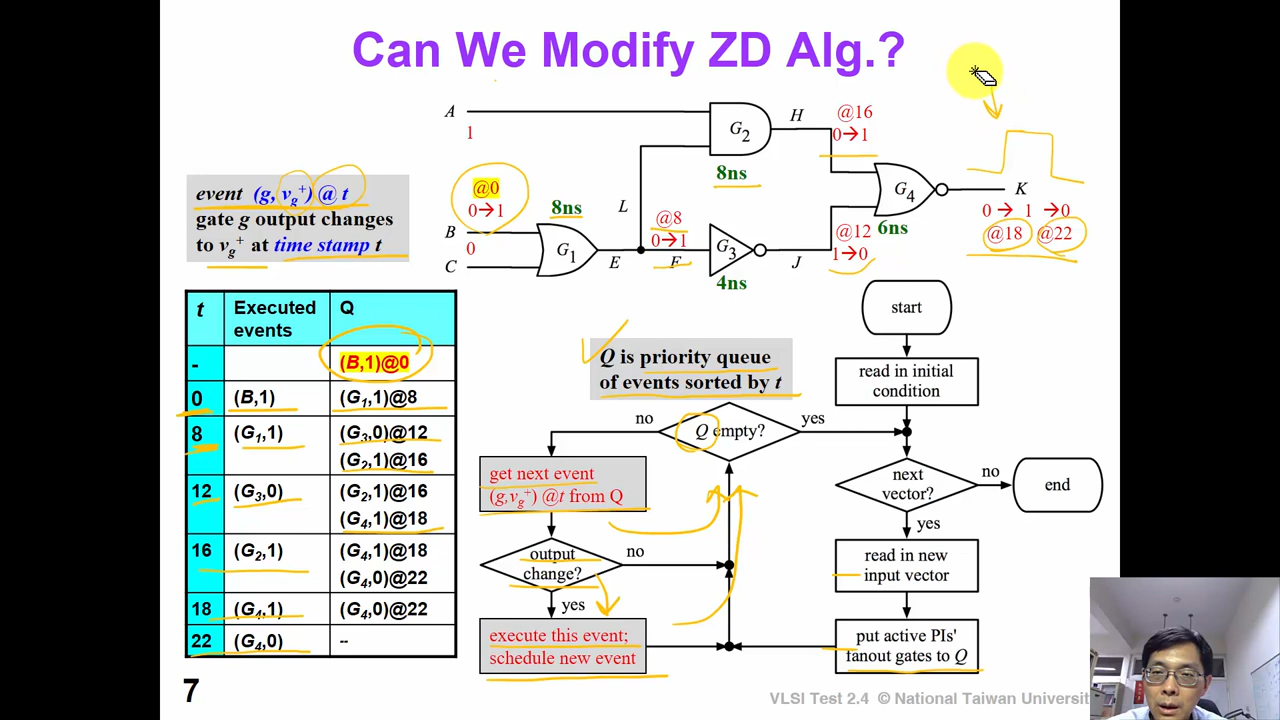 Can We Modify ZD Alg.?
event (g, vg+) @ t
gate g output changes
to vg+ at time stamp t
A
1
@0
0→1
B
0
C
8ns
G1
E
L
@8
0→1
F
G2
8ns
G3
4ns
H
@16
0→1
@12
1→0
J
G4
6ns
K
0 → 1 → 0
@18 @22
t Executed events Q
- (B,1)@0
0 (B,1) (G1,1)@8
8 (G1,1) (G3,0)@12
(G2,1)@16
12 (G3,0) (G2,1)@16
(G4,1)@18
16 (G2,1) (G4,1)@18
(G4,0)@22
18 (G4,1) (G4,0)@22
22 (G4,0) --
Q is priority queue
of events sorted by t
no
Q empty?
yes
get next event
(g,vg+) @t from Q
output
change?
no
yes
execute this event;
schedule new event
start
read in initial
condition
next
vector?
no
end
yes
read in new
input vector
put active PIs'
fanout gates to Q
7
VLSI Test 2.4 © National Taiwan Universit